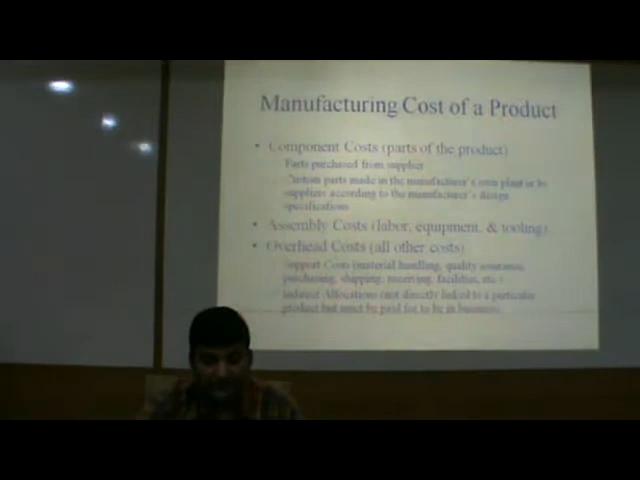 Manufacturing Cost of a Product
• Component Costs (parts of the product)
Parts purchased from supplier
Custom parts made in the manufacturer's own plant or by
suppliers according to the manufacturer's design
specifications
• Assembly Costs (labor, equipment, & tooling)
• Overhead Costs (all other costs)
Support Costs (material handling, quality assurance,
purchasing, shipping, receiving, facilities, etc.)
Indirect Allocations (not directly linked to a particular
product but must be paid for to be in business)